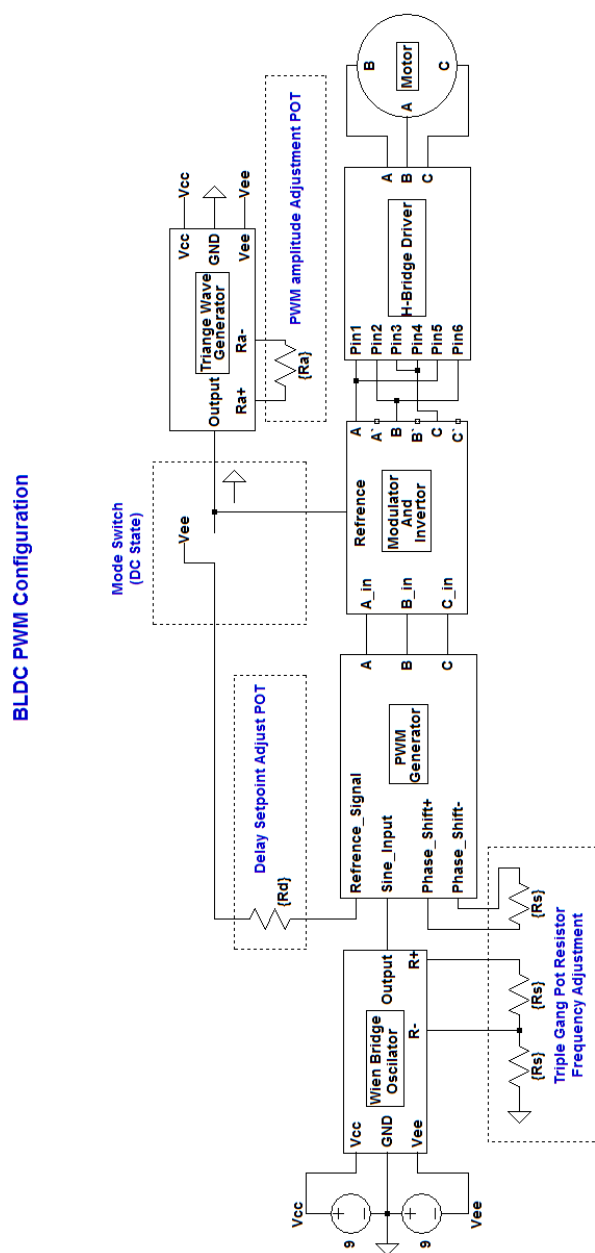 BLDC PWM Configuration
Mode Switch
(DC State)
Vee
Delay Setpoint Adjust POT
{Rd}
Output
Triange Wave
Generator
Vcc
GND
Vee
Vcc
Vee
Ra+
Ra-
{Ra}
PWM amplitude Adjustment POT
Vcc
9
9
Vee
Vcc
GND
Vee
Wien Bridge
Oscilator
Output
R-
R+
{Rs}
{Rs}
{Rs}
Triple Gang Pot Resistor
Frequency Adjustment
Refrence_Signal
Sine_Input
Phase_Shift+
Phase_Shift-
PWM
Generator
A
B
C
A_in
B_in
C_in
Refrence
Modulator
And
Invertor
A
A`
B
B`
C
C`
Pin1
Pin2
Pin3
Pin4
Pin5
Pin6
H-Bridge Driver
A
B
C
B
A
C
Motor